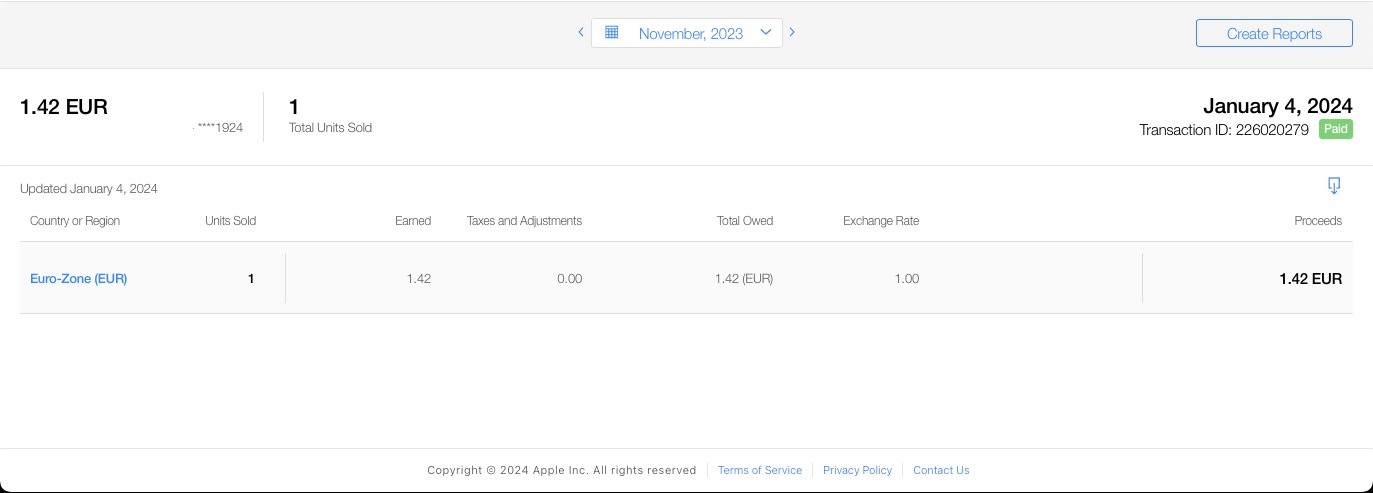 November, 2023
Create Reports
1.42 EUR
· ****1924
1
Total Units Sold
January 4, 2024
Transaction ID: 226020279 Paid
Updated January 4, 2024
Country or Region Units Sold Earned Taxes and Adjustments Total Owed Exchange Rate Proceeds
Euro-Zone (EUR) 1 1.42 0.00 1.42 (EUR) 1.00 1.42 EUR
Copyright © 2024 Apple Inc. All rights reserved Terms of Service Privacy Policy Contact Us